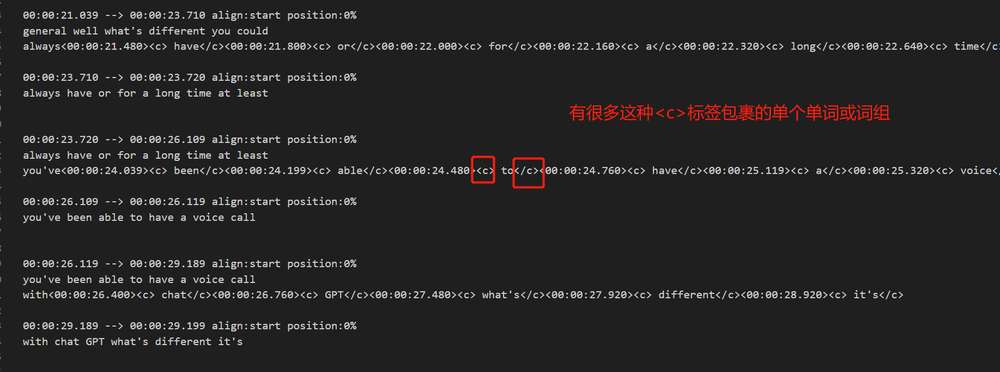 00:00:21.039 --> 00:00:23.710 align:start position:0%
general well what's different you could
always<00:00:21.480><c> have</c><00:00:21.800><c> or</c><00:00:22.000><c> for</c><00:00:22.160><c> a</c><00:00:22.320><c> long</c><00:00:22.640><c> time</c
00:00:23.710 --> 00:00:23.720 align:start position:0%
always have or for a long time at least
有很多这种<c>标签包裹的单个单词或词组
00:00:23.720 --> 00:00:26.109 align:start position:0%
always have or for a long time at least
you've<00:00:24.039><c> been</c><00:00:24.199><c> able</c><00:00:24.480><c> to</c><00:00:24.760><c> have</c><00:00:25.119><c> a</c><00:00:25.320><c> voice<
00:00:26.109 --> 00:00:26.119 align:start position:0%
you've been able to have a voice call
00:00:26.119 --> 00:00:29.189 align:start position:0%
you've been able to have a voice call
with<00:00:26.400><c> chat</c><00:00:26.760><c> GPT</c><00:00:27.480><c> what's</c><00:00:27.920><c> different</c><00:00:28.920><c> it's</c>
00:00:29.189 --> 00:00:29.199 align:start position:0%
with chat GPT what's different it's